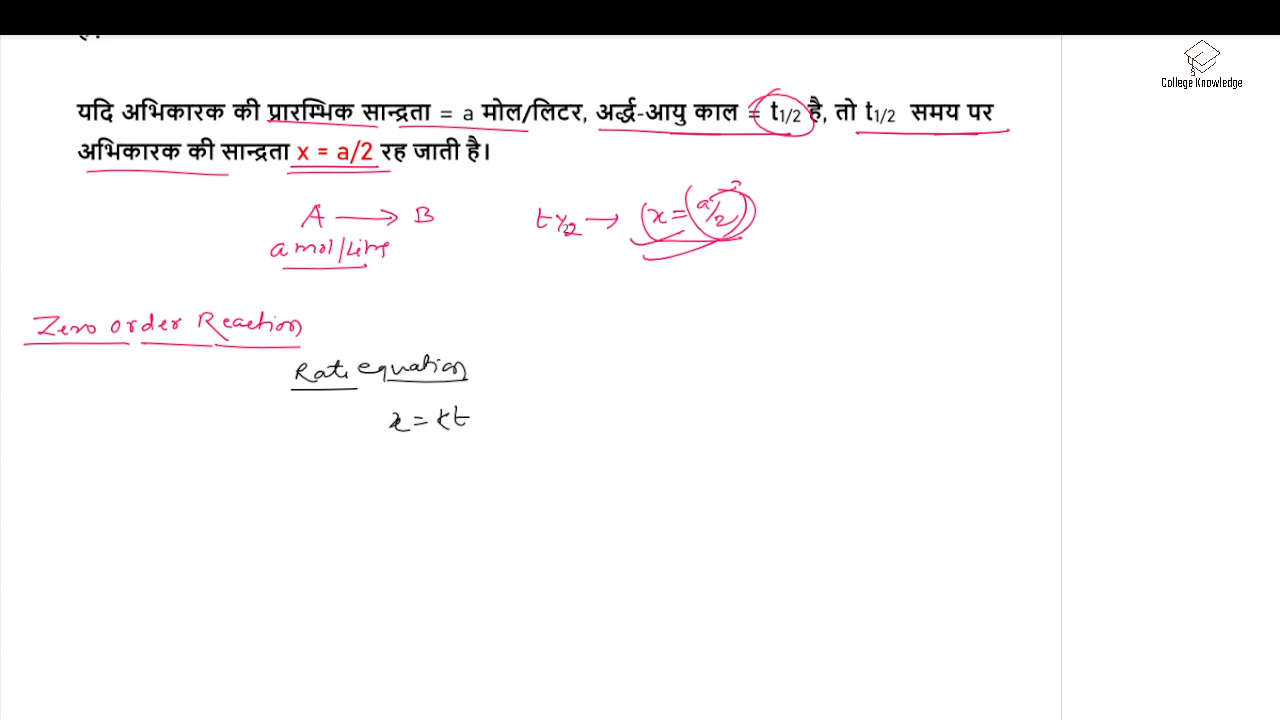 है।
College Knowledge
यदि अभिकारक की प्रारम्भिक सान्द्रता = a मोल/लिटर, अर्द्ध-आयु काल = t1/2 है, तो t1/2 समय पर
अभिकारक की सान्द्रता x = a/2 रह जाती है।
A → B
t1/2 → (x = (a/2))
a mol/litre
Zero order Reaction
Rate equation
x = kt